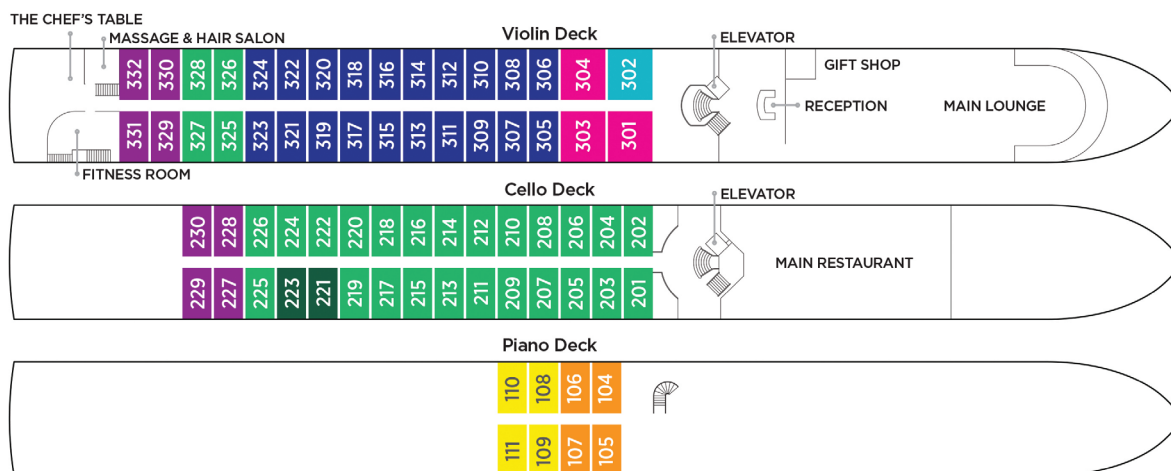 THE CHEF'S TABLE
MASSAGE & HAIR SALON
Violin Deck
ELEVATOR
332 330 328 326 324 322 320 318 316 314 312 310 308 306 304 302
GIFT SHOP
RECEPTION
MAIN LOUNGE
331 329 327 325 323 321 319 317 315 313 311 309 307 305 303 301
FITNESS ROOM
Cello Deck
ELEVATOR
230 228 226 224 222 220 218 216 214 212 210 208 206 204 202
MAIN RESTAURANT
229 227 225 223 221 219 217 215 213 211 209 207 205 203 201
Piano Deck
110 108 106 104
111 109 107 105